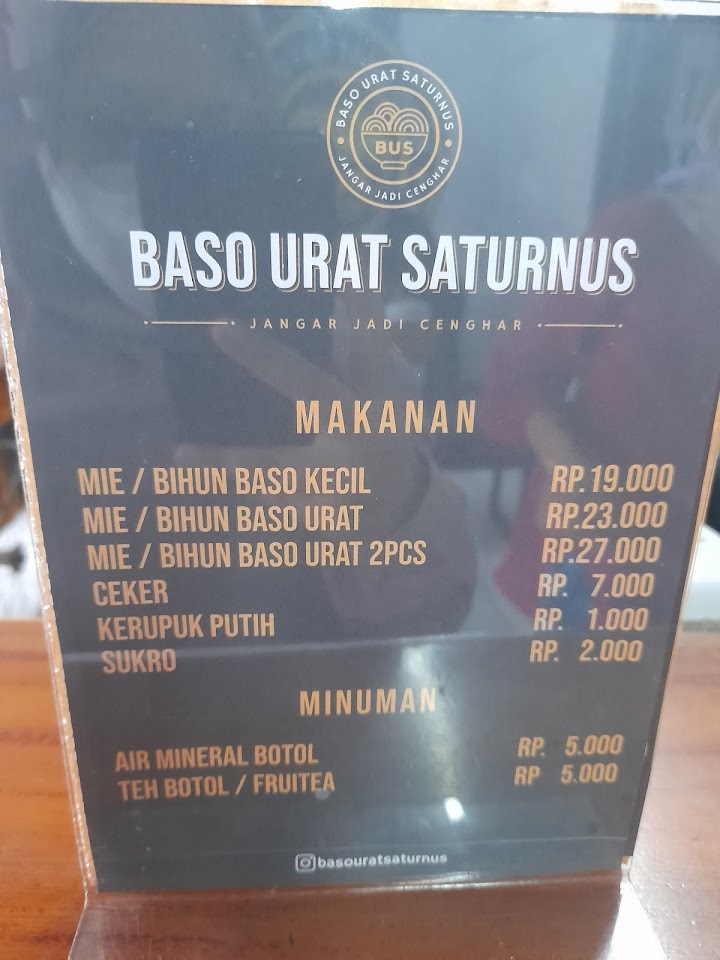 BASO URAT SATURNUS
BUS
JANGAR JADI CENGHAR
BASO URAT SATURNUS
JANGAR JADI CENGHAR
MAKANAN
MIE / BIHUN BASO KECIL RP.19.000
MIE / BIHUN BASO URAT RP.23.000
MIE / BIHUN BASO URAT 2PCS RP.27.000
CEKER RP. 7.000
KERUPUK PUTIH RP. 1.000
SUKRO RP. 2.000
MINUMAN
AIR MINERAL BOTOL RP. 5.000
TEH BOTOL / FRUITEA RP 5.000
basouratsaturnus